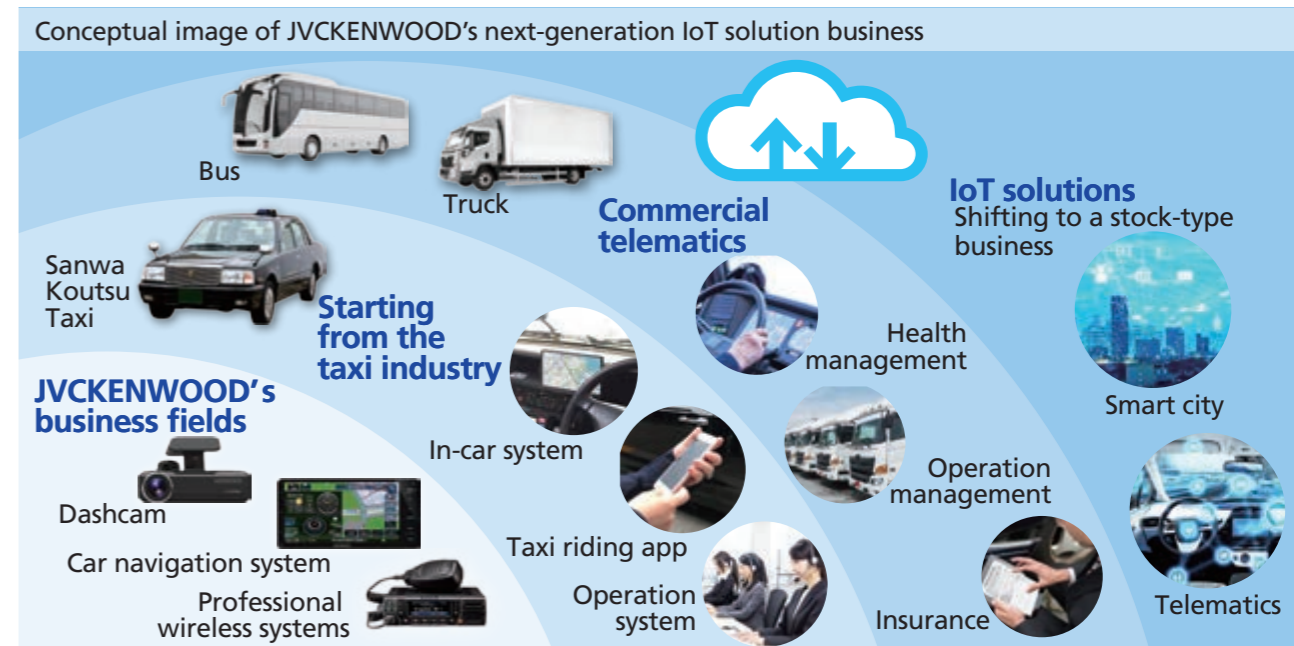 Conceptual image of JVCKENWOOD's next-generation IoT solution business
Bus
Truck
Commercial
telematics
IoT solutions
Shifting to a stock-type
business
Sanwa
Koutsu
Taxi
Starting
from the
taxi industry
Health
management
Smart city
JVCKENWOOD's
business fields
In-car system
Operation
management
Dashcam
Taxi riding app
Car navigation system
Operation
system
Insurance
Telematics
Professional
wireless systems